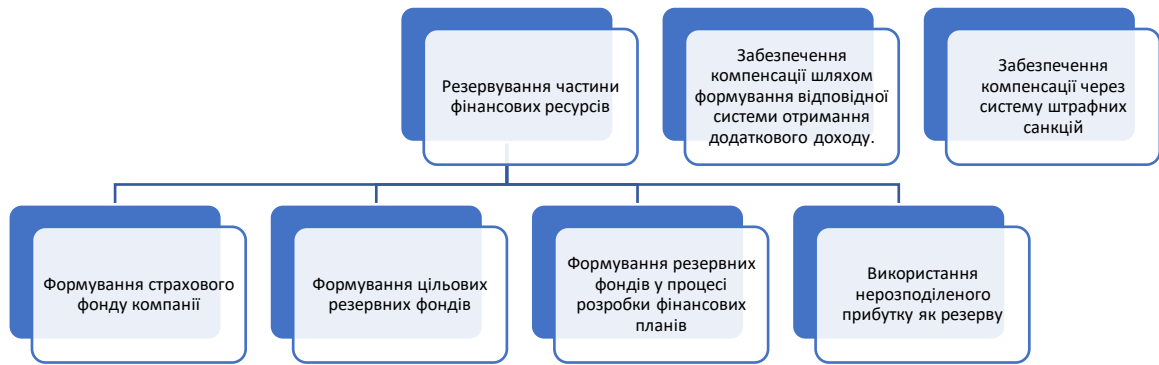 Резервування частини
фінансових ресурсів
Забезпечення
компенсації шляхом
формування відповідної
системи отримання
додаткового доходу.
Забезпечення
компенсації через
систему штрафних
санкцій
Формування страхового
фонду компанії
Формування цільових
резервних фондів
Формування резервних
фондів у процесі
розробки фінансових
планів
Використання
нерозподіленого
прибутку як резерву